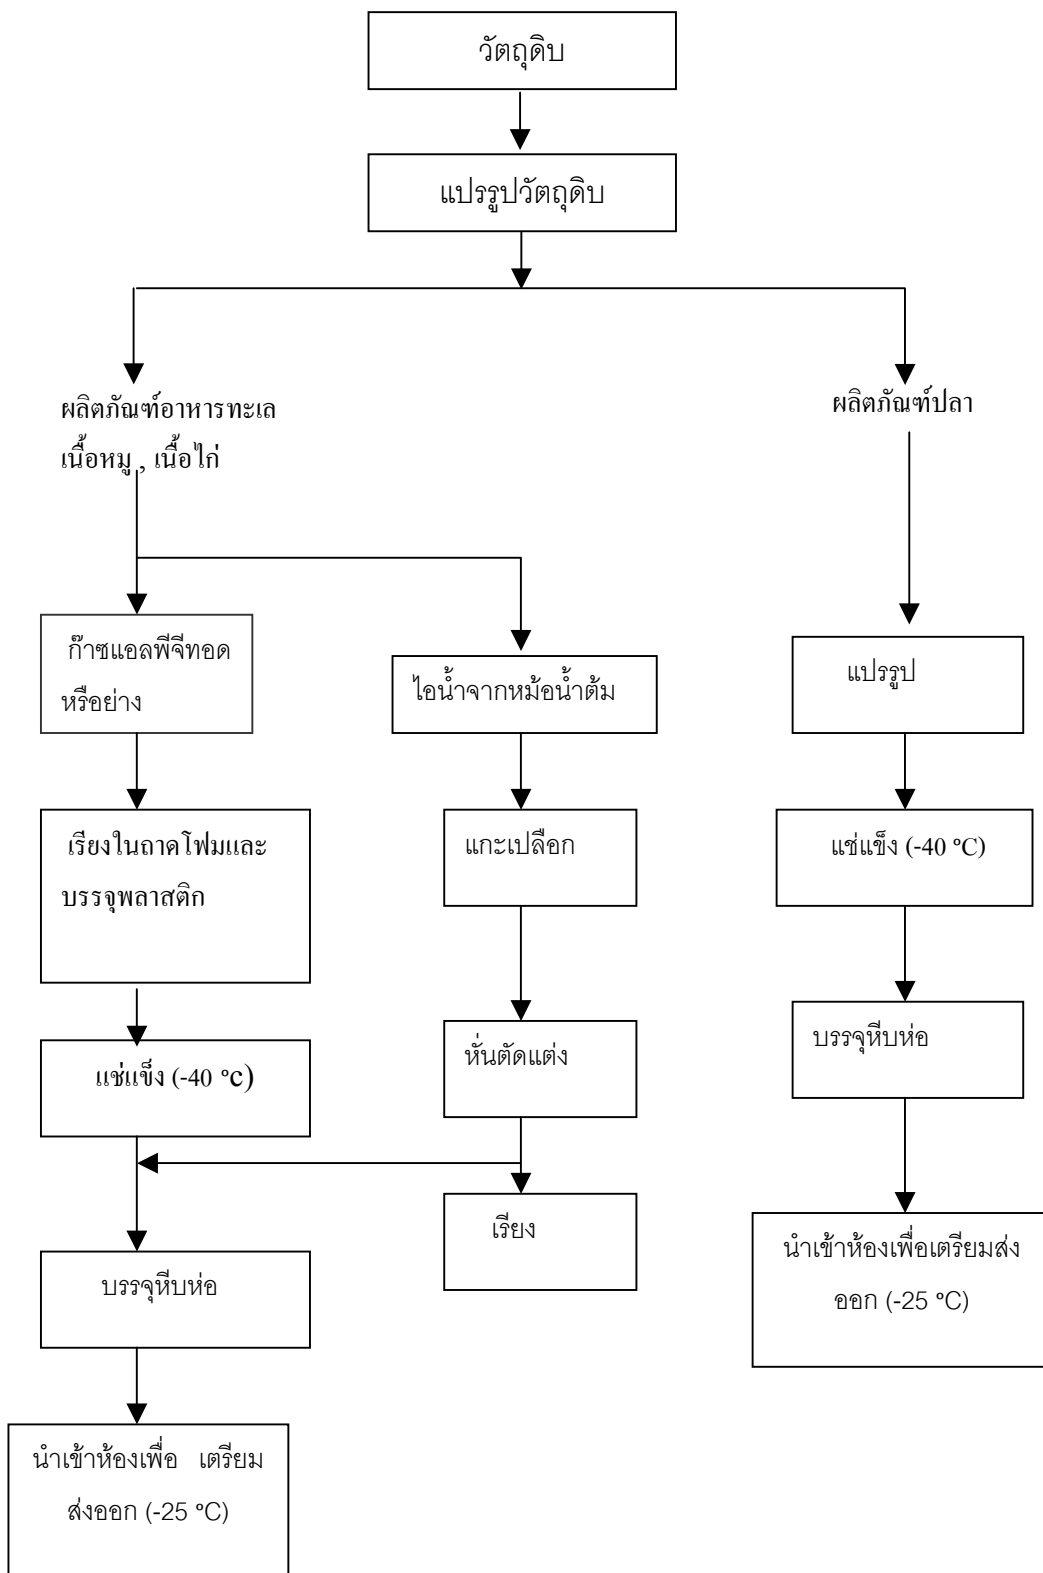 วัตถุดิบ
แปรรูปวัตถุดิบ
ผลิตภัณฑ์อาหารทะเล
เนื้อหมู , เนื้อไก่
ผลิตภัณฑ์ปลา
ก๊าซแอลพีจีทอด
หรือย่าง
ไอน้ำจากหม้อน้ำต้ม
แปรรูป
เรียงในถาดโฟมและ
บรรจุพลาสติก
แกะเปลือก
แช่แข็ง (-40 °C)
แช่แข็ง (-40 °c)
หั่นตัดแต่ง
บรรจุหีบห่อ
บรรจุหีบห่อ
เรียง
นำเข้าห้องเพื่อเตรียมส่ง
ออก (-25 °C)
นำเข้าห้องเพื่อ เตรียม
ส่งออก (-25 °C)